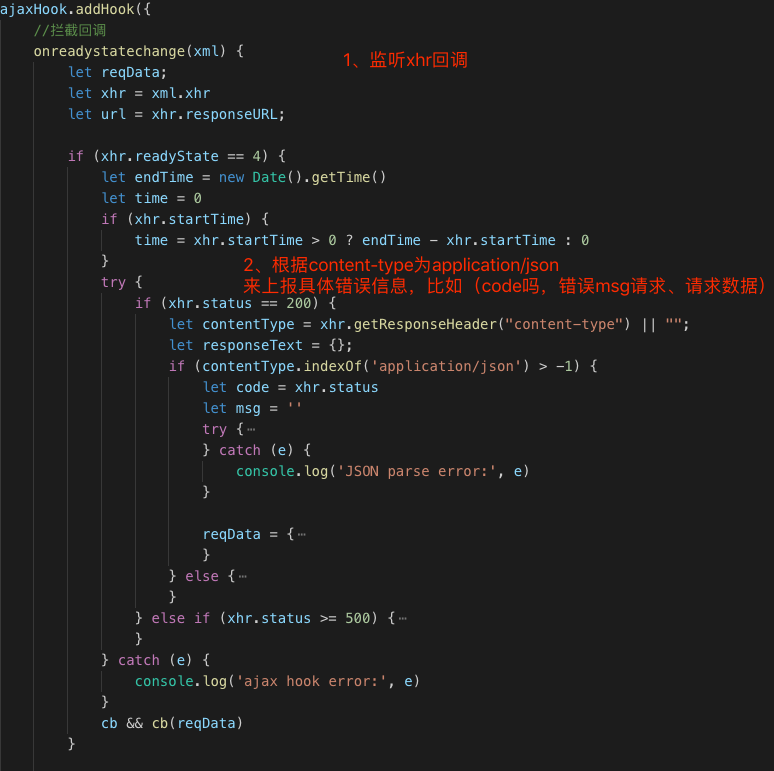 ajaxHook.addHook({
//拦截回调
onreadystatechange(xml) {
1、监听xhr回调
let reqData;
let xhr = xml.xhr
let url = xhr.responseURL;
if (xhr.readyState == 4) {
let endTime = new Date().getTime()
let time = 0
if (xhr.startTime) {
time = xhr.startTime > 0 ? endTime - xhr.startTime : 0
}
2、根据content-type为application/json
try {
来上报具体错误信息，比如（code吗，错误msg请求、请求数据）
if (xhr.status == 200) {
let contentType = xhr.getResponseHeader("content-type") || "";
let responseText = {};
if (contentType.indexOf('application/json') > -1) {
let code = xhr.status
let msg = ''
try {⋯
} catch (e) {
console.log('JSON parse error:', e)
}
reqData = {⋯
}
} else {⋯
}
} else if (xhr.status >= 500) {⋯
}
} catch (e) {
console.log('ajax hook error:', e)
}
cb && cb(reqData)
}